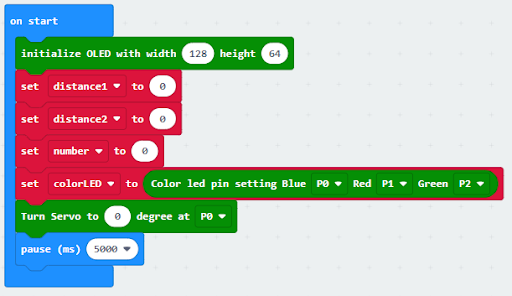 on start
initialize OLED with width 128 height 64
set distance1 to 0
set distance2 to 0
set number to 0
set colorLED to Color led pin setting Blue P0 Red P1 Green P2
Turn Servo to 0 degree at P0
pause (ms) 5000